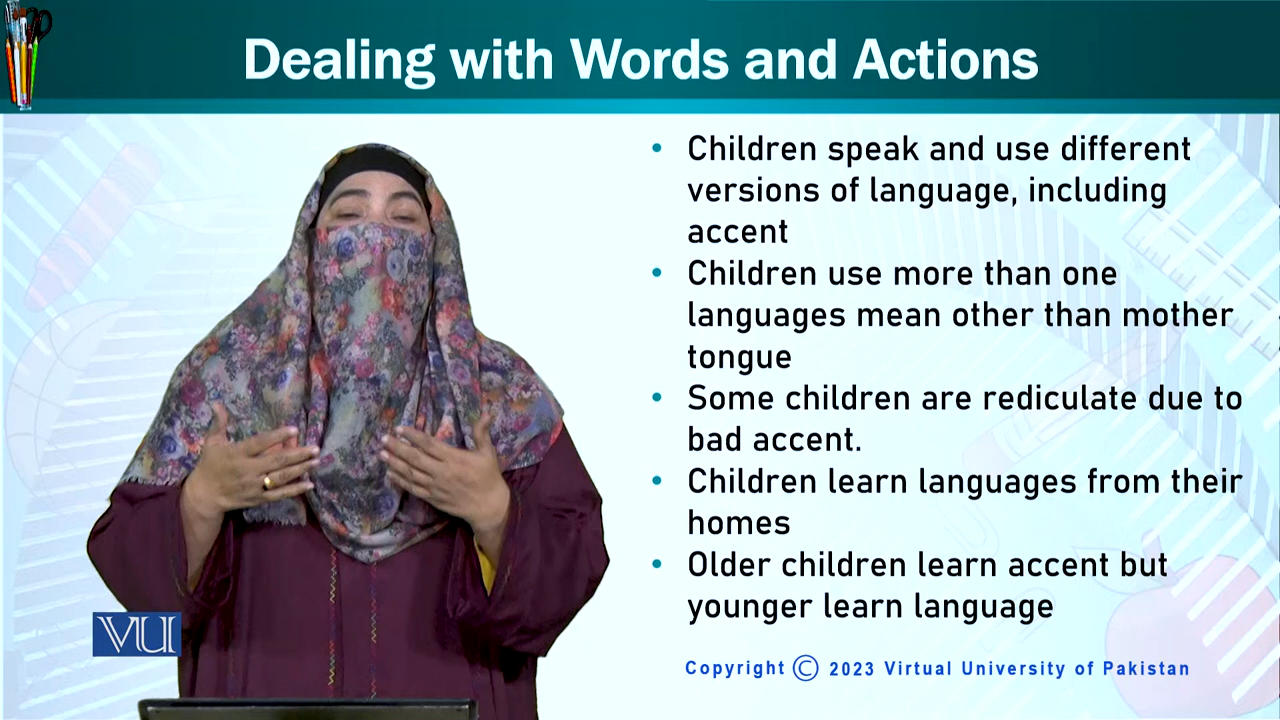 Dealing with Words and Actions
• Children speak and use different
versions of language, including
accent
• Children use more than one
languages mean other than mother
tongue
• Some children are rediculate due to
bad accent.
• Children learn languages from their
homes
• Older children learn accent but
younger learn language
VU
Copyright © 2023 Virtual University of Pakistan